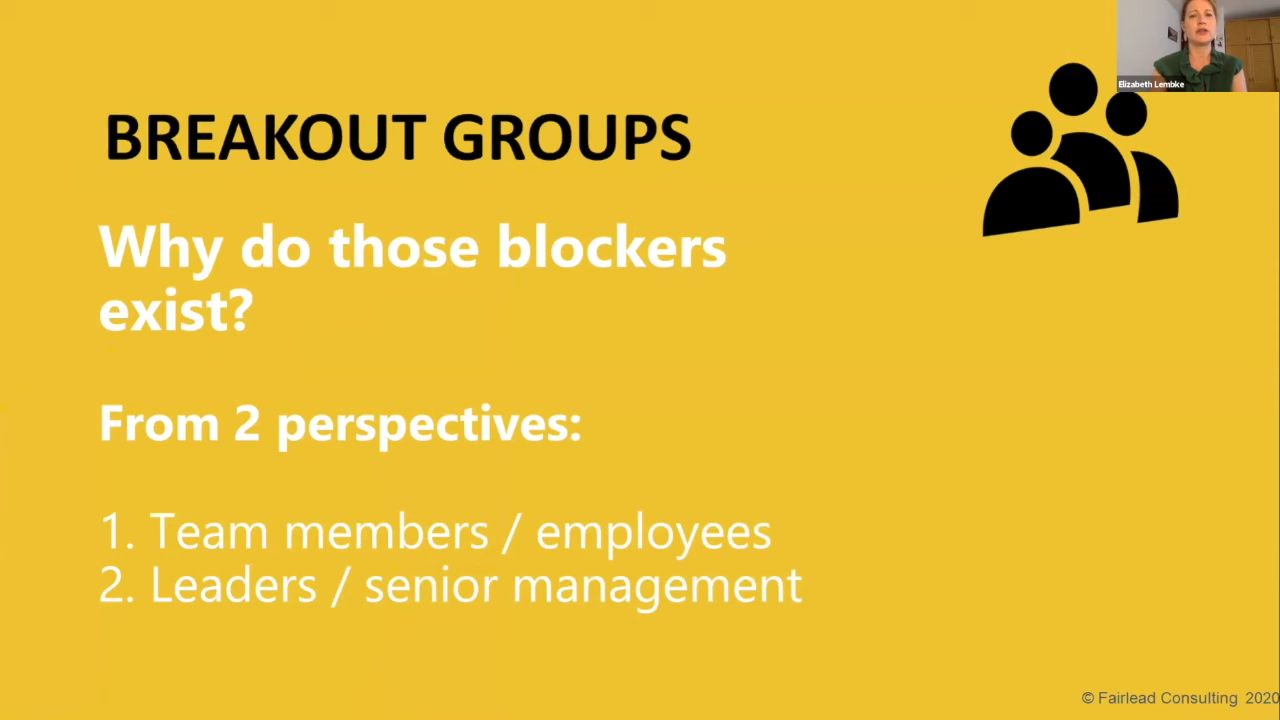 Elizabeth Lembke
BREAKOUT GROUPS
Why do those blockers
exist?
From 2 perspectives:
1. Team members / employees
2. Leaders / senior management
© Fairlead Consulting 2020